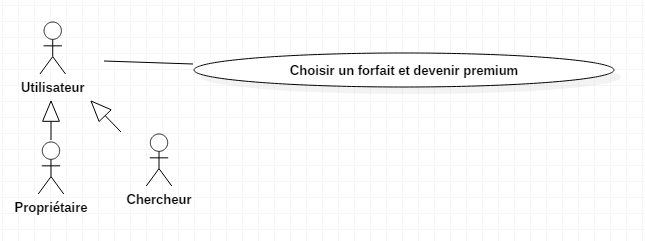 Choisir un forfait et devenir premium
Utilisateur
Chercheur
Propriétaire